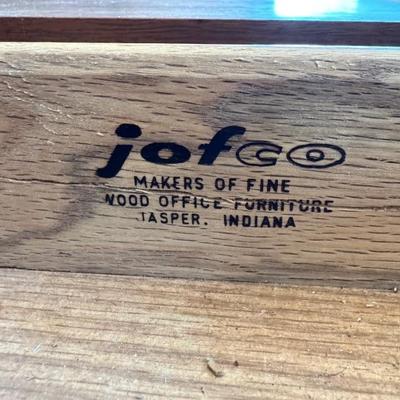 jofco
MAKERS OF FINE
WOOD OFFICE FURNITURE
JASPER, INDIANA